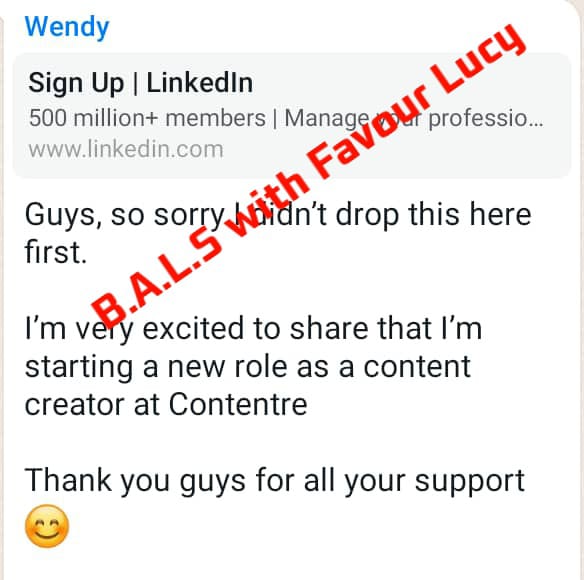 Wendy
Sign Up | LinkedIn
500 million+ members | Manage your professio...
www.linkedin.com
Guys, so sorry I didn't drop this here
first.
I'm very excited to share that I'm
starting a new role as a content
creator at Contentre
Thank you guys for all your support
😊
B.A.L.S with Favour Lucy